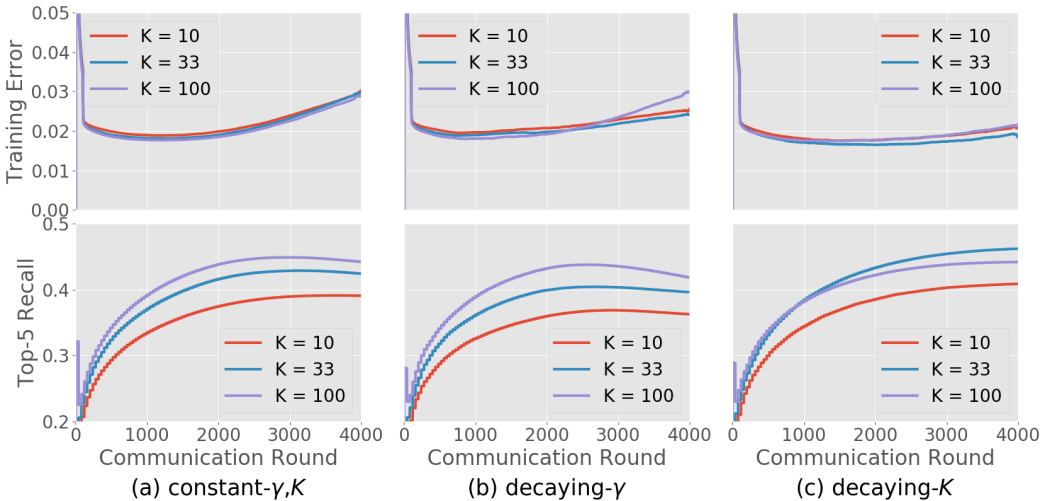 0.05
0.04
0.03
0.02
0.01
0.00
Training Error
K = 10
K = 33
K = 100
K = 10
K = 33
K = 100
K = 10
K = 33
K = 100
0.5
0.4
0.3
0.2
Top-5 Recall
K = 10
K = 33
K = 100
K = 10
K = 33
K = 100
K = 10
K = 33
K = 100
0 1000 2000 3000 4000
0 1000 2000 3000 4000
0 1000 2000 3000 4000
Communication Round
Communication Round
Communication Round
(a) constant-γ,K
(b) decaying-γ
(c) decaying-K